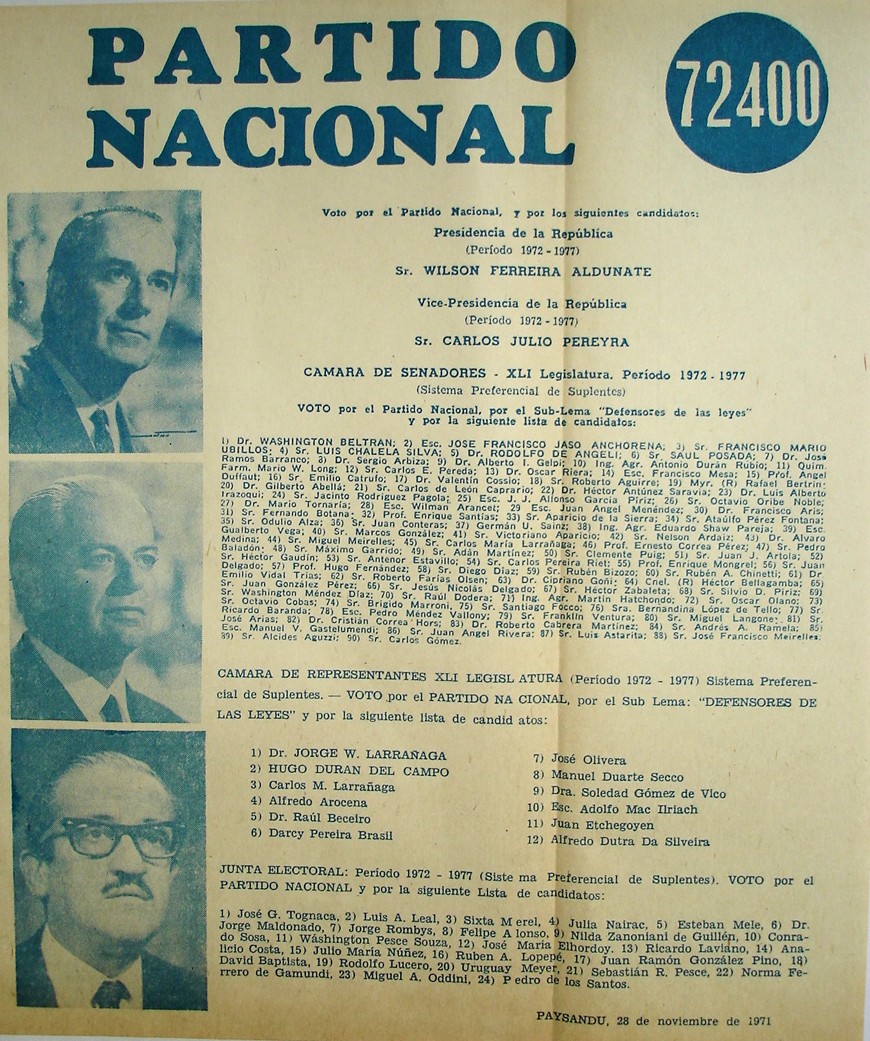 PARTIDO
NACIONAL
72400
Voto por el Partido Nacional, y por los siguientes candidatos:
Presidencia de la República
(Período 1972 - 1977)
Sr. WILSON FERREIRA ALDUNATE
Vice-Presidencia de la República
(Período 1972 - 1977)
Sr. CARLOS JULIO PEREYRA
CAMARA DE SENADORES - XLI Legislatura. Período 1972 - 1977
(Sistema Preferencial de Suplentes)
VOTO por el Partido Nacional, por el Sub-Lema "Defensores de las leyes"
y por la siguiente lista de candidatos:
1) Dr. WASHINGTON BELTRAN; 2) Esc. JOSE FRANCISCO JASO ANCHORENA; 3) Sr. FRANCISCO MARIO
UBILLOS; 4) Sr. LUIS CHALELA SILVA; 5) Dr. RODOLFO DE ANGELI; 6) Sr. SAUL POSADA; 7) Dr. José
Ramos Barranco; 8) Dr. Sergio Arbiza; 9) Dr. Alberto I. Gelpi; 10) Ing. Agr. Antonio Durán Rubio; 11) Quim.
Farm. Mario W. Long; 12) Sr. Carlos E. Pereda; 13) Dr. Oscar Riera; 14) Esc. Francisco Mesa; 15) Prof. Angel
Duffaut; 16) Sr. Emilio Catrufo; 17) Dr. Valentín Cossio; 18) Sr. Roberto Aguirre; 19) Myr. (R) Rafael Bertrin;
20) Dr. Gilberto Abellá; 21) Sr. Carlos de León Caprario; 22) Dr. Héctor Antúnez Saravia; 23) Dr. Luis Alberto
Irazoqui; 24) Sr. Jacinto Rodríguez Pagola; 25) Esc. J. J. Alfonso García Píriz; 26) Sr. Octavio Oribe Noble;
27) Dr. Mario Tornaría; 28) Esc. Wilman Arancel; 29 Esc. Juan Angel Menéndez; 30) Dr. Francisco Aris;
31) Sr. Fernando Botana; 32) Prof. Enrique Santías; 33) Sr. Aparicio de la Sierra; 34) Sr. Ataúlfo Pérez Fontana;
35) Sr. Odulio Alza; 36) Sr. Juan Conteras; 37) Germán U. Sainz; 38) Ing. Agr. Eduardo Shaw Pareja; 39) Esc.
Gualberto Vega; 40) Sr. Marcos González; 41) Sr. Victoriano Aparicio; 42) Sr. Nelson Ardaiz; 43) Dr. Alvaro
Medina; 44) Sr. Miguel Meirelles; 45) Sr. Carlos María Larrañaga; 46) Prof. Ernesto Correa Pérez; 47) Sr. Pedro
Baladón; 48) Sr. Máximo Garrido; 49) Sr. Adán Martínez; 50) Sr. Clemente Puig; 51) Sr. Juan J. Artola; 52)
Sr. Héctor Gaudín; 53) Sr. Antenor Estavillo; 54) Sr. Carlos Pereira Riet; 55) Prof. Enrique Mongrel; 56) Sr. Juan
Delgado; 57) Prof. Hugo Fernández; 58) Sr. Diego Díaz; 59) Sr. Rubén Bizozo; 60) Sr. Rubén A. Chinetti; 61) Dr.
Emilio Vidal Trias; 62) Sr. Roberto Farías Olsen; 63) Dr. Cipriano Goñi; 64) Cnel. (R) Héctor Bellagamba; 65)
Sr. Juan González Pérez; 66) Sr. Jesús Nicolás Delgado; 67) Sr. Héctor Zabaleta; 68) Sr. Silvio D. Píriz; 69)
Sr. Washington Méndez Díaz; 70) Sr. Raúl Dodera; 71) Ing. Agr. Martín Hatchondo; 72) Sr. Oscar Olano; 73)
Sr. Octavio Cobas; 74) Sr. Brigido Marroni, 75) Sr. Santiago Focco; 76) Sra. Bernandina López de Tello; 77) Sr.
Ricardo Baranda; 78) Esc. Pedro Méndez Vallony; 79) Sr. Franklin Ventura; 80) Sr. Miguel Langone; 81) Sr.
José Arias; 82) Dr. Cristián Correa Hors; 83) Dr. Roberto Cabrera Martínez; 84) Sr. Andrés A. Ramela; 85)
Esc. Manuel V. Gastelumendi; 86) Sr. Juan Angel Rivera; 87) Sr. Luis Astarita; 88) Sr. José Francisco Meirelles;
89) Sr. Alcides Aguzzi; 90) Sr. Carlos Gómez.
CAMARA DE REPRESENTANTES XLI LEGISL ATURA (Período 1972 - 1977) Sistema Preferen-
cial de Suplentes. — VOTO por el PARTIDO NA CIONAL, por el Sub Lema: "DEFENSORES DE
LAS LEYES" y por la siguiente lista de candid atos:
1) Dr. JORGE W. LARRAÑAGA
2) HUGO DURAN DEL CAMPO
3) Carlos M. Larrañaga
4) Alfredo Arocena
5) Dr. Raúl Beceiro
6) Darcy Pereira Brasil
7) José Olivera
8) Manuel Duarte Secco
9) Dra. Soledad Gómez de Vico
10) Esc. Adolfo Mac Ilriach
11) Juan Etchegoyen
12) Alfredo Dutra Da Silveira
JUNTA ELECTORAL: Período 1972 - 1977 (Siste ma Preferencial de Suplentes). VOTO por el
PARTIDO NACIONAL y por la siguiente Lista de candidatos:
1) José G. Tognaca, 2) Luis A. Leal, 3) Sixta M erel, 4) Julia Nairac, 5) Esteban Mele, 6) Dr.
Jorge Maldonado, 7) Jorge Rombys, 8) Felipe A lonso, 9) Nilda Zanoniani de Guillén, 10) Conra-
do Sosa, 11) Wáshington Pesce Souza, 12) José María Elhordoy. 13) Ricardo Laviano, 14) Ana-
licio Costa, 15) Julio María Núñez, 16) Ruben A. Lopepé, 17) Juan Ramón González Pino, 18)
David Baptista, 19) Rodolfo Lucero, 20) Uruguay Meyer, 21) Sebastián R. Pesce, 22) Norma Fe-
rrero de Gamundi, 23) Miguel A. Oddini, 24) P edro de los Santos.
PAYSANDU, 28 de noviembre de 1971